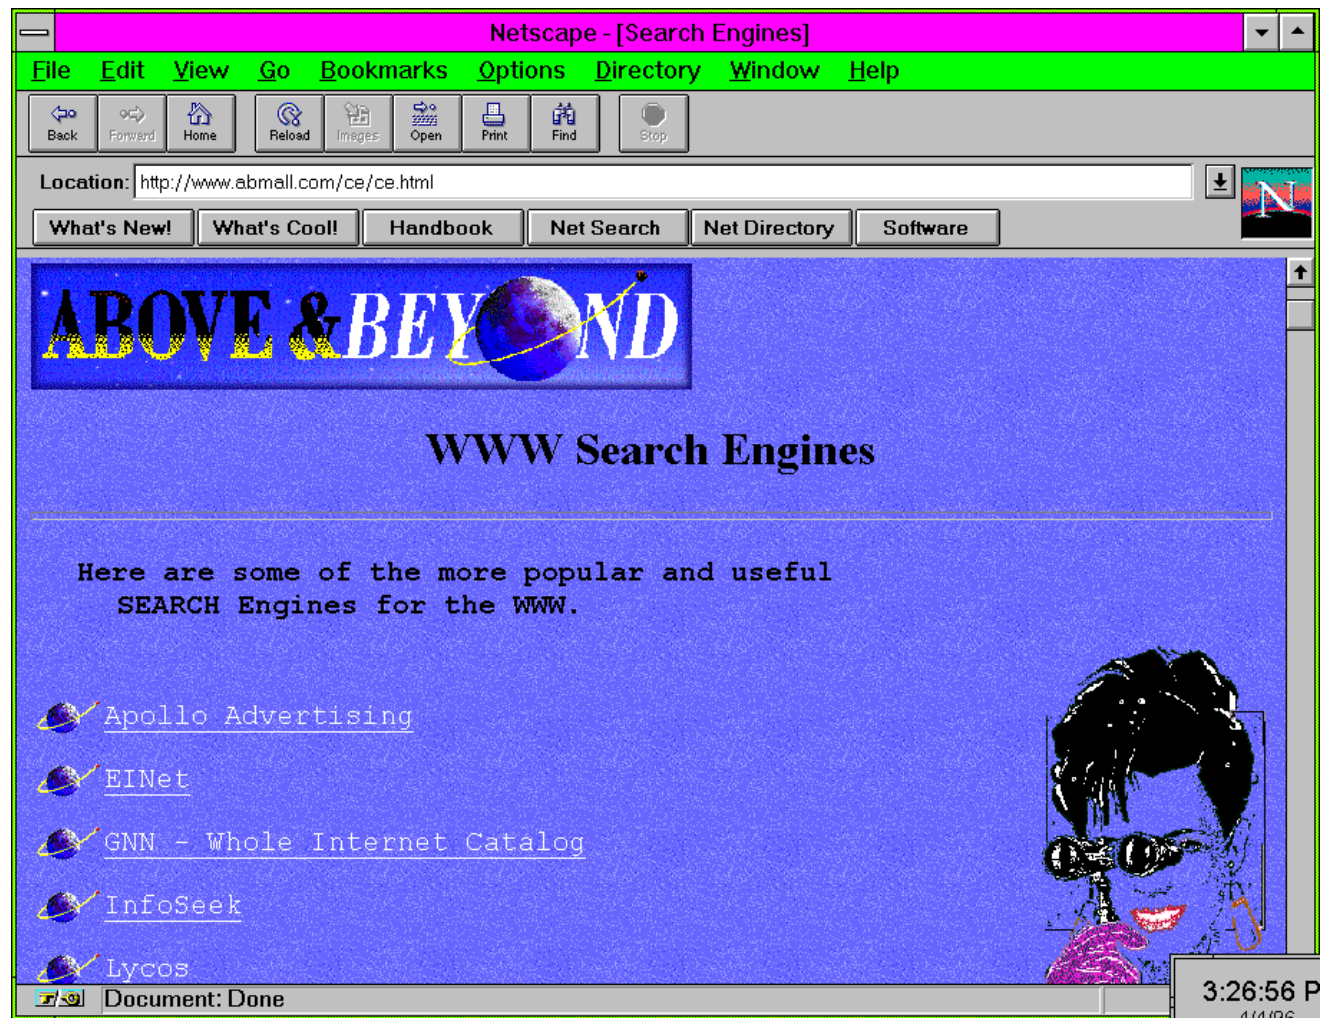 Netscape - [Search Engines]
File Edit View Go Bookmarks Options Directory Window Help
Back Forward Home Reload Images Open Print Find Stop
Location: http://www.abmall.com/ce/ce.html
N
What's New! What's Cool! Handbook Net Search Net Directory Software
ABOVE & BEYOND
WWW Search Engines
Here are some of the more popular and useful
SEARCH Engines for the WWW.
Apollo Advertising
EINet
GNN - Whole Internet Catalog
InfoSeek
Lycos
Document: Done
3:26:56 P
4/4/96